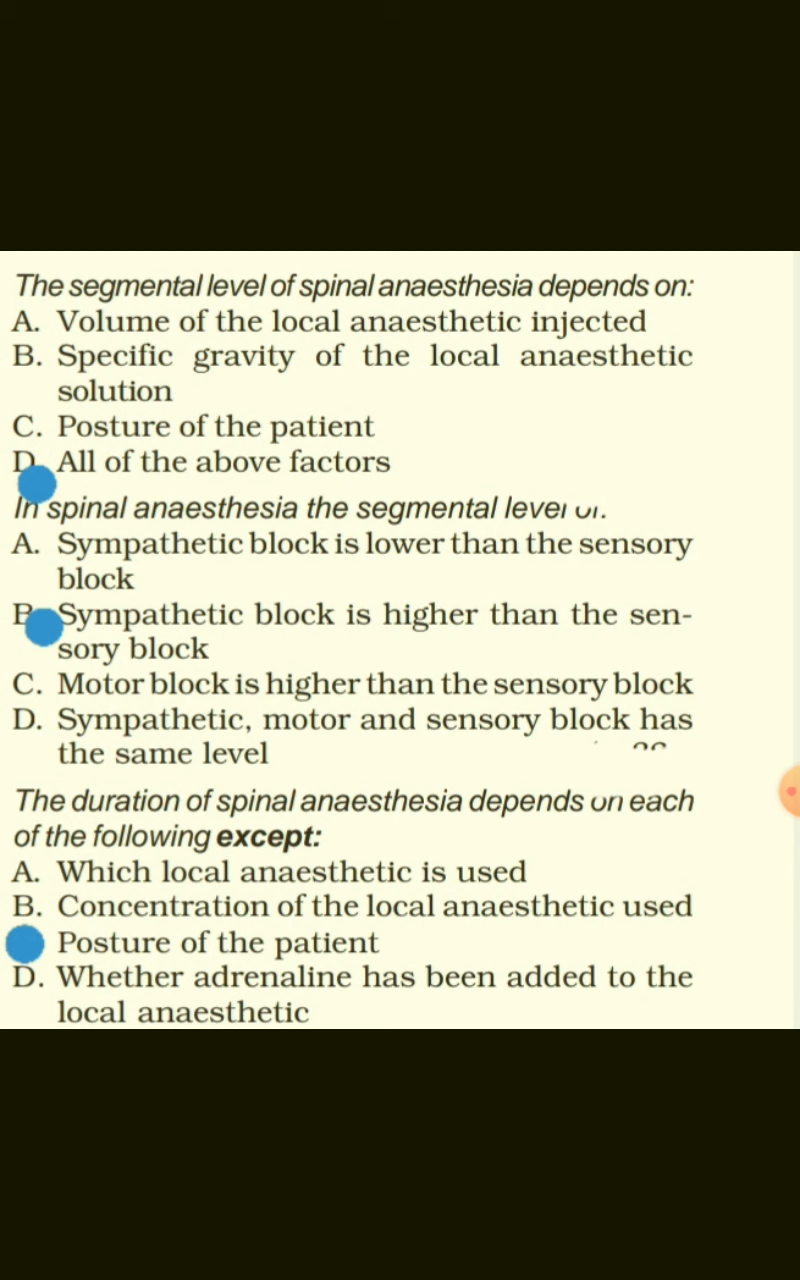 The segmental level of spinal anaesthesia depends on:
A. Volume of the local anaesthetic injected
B. Specific gravity of the local anaesthetic
solution
C. Posture of the patient
D. All of the above factors
In spinal anaesthesia the segmental level
A. Sympathetic block is lower than the sensory
block
B. Sympathetic block is higher than the sen-
sory block
C. Motor block is higher than the sensory block
D. Sympathetic, motor and sensory block has
the same level
The duration of spinal anaesthesia depends on each
of the following except:
A. Which local anaesthetic is used
B. Concentration of the local anaesthetic used
Posture of the patient
D. Whether adrenaline has been added to the
local anaesthetic